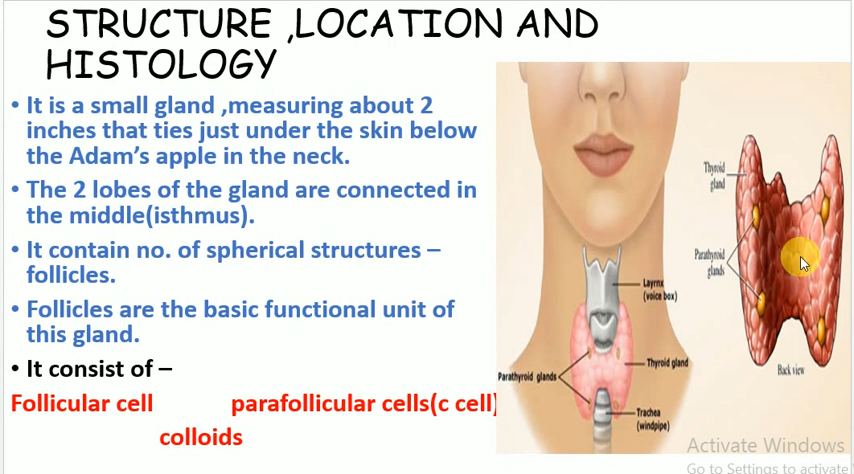 STRUCTURE ,LOCATION AND
HISTOLOGY
• It is a small gland ,measuring about 2
inches that ties just under the skin below
the Adam's apple in the neck.
• The 2 lobes of the gland are connected in
the middle(isthmus).
• It contain no. of spherical structures –
follicles.
• Follicles are the basic functional unit of
this gland.
• It consist of –
Follicular cell parafollicular cells(c cell)
colloids
Layrnx
(voice box)
Parathyroid glands
Thyroid gland
Trachea
(windpipe)
Thyroid
gland
Parathyroid
glands
Back view
Activate Windows
Go to Settings to activate